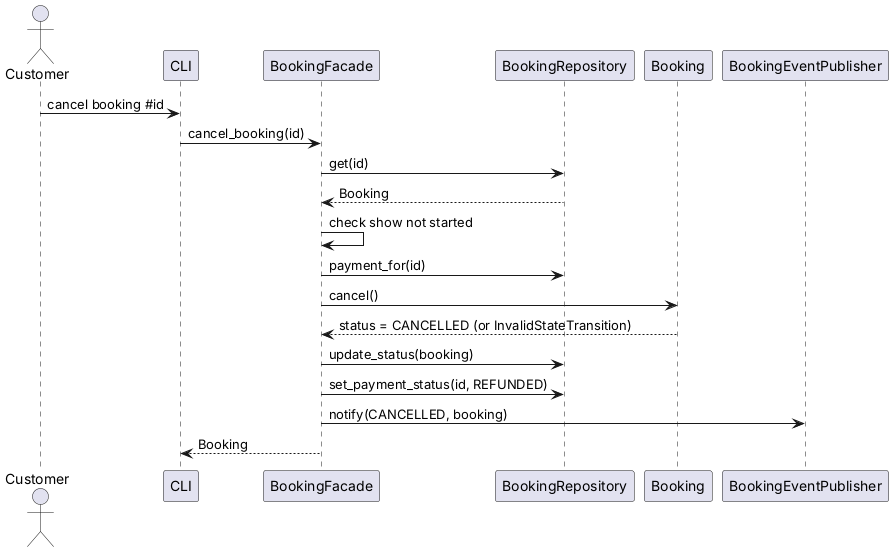 Customer
CLI
BookingFacade
BookingRepository
Booking
BookingEventPublisher
cancel booking #id
cancel_booking(id)
get(id)
Booking
check show not started
payment_for(id)
cancel()
status = CANCELLED (or InvalidStateTransition)
update_status(booking)
set_payment_status(id, REFUNDED)
notify(CANCELLED, booking)
Booking
Customer
CLI
BookingFacade
BookingRepository
Booking
BookingEventPublisher